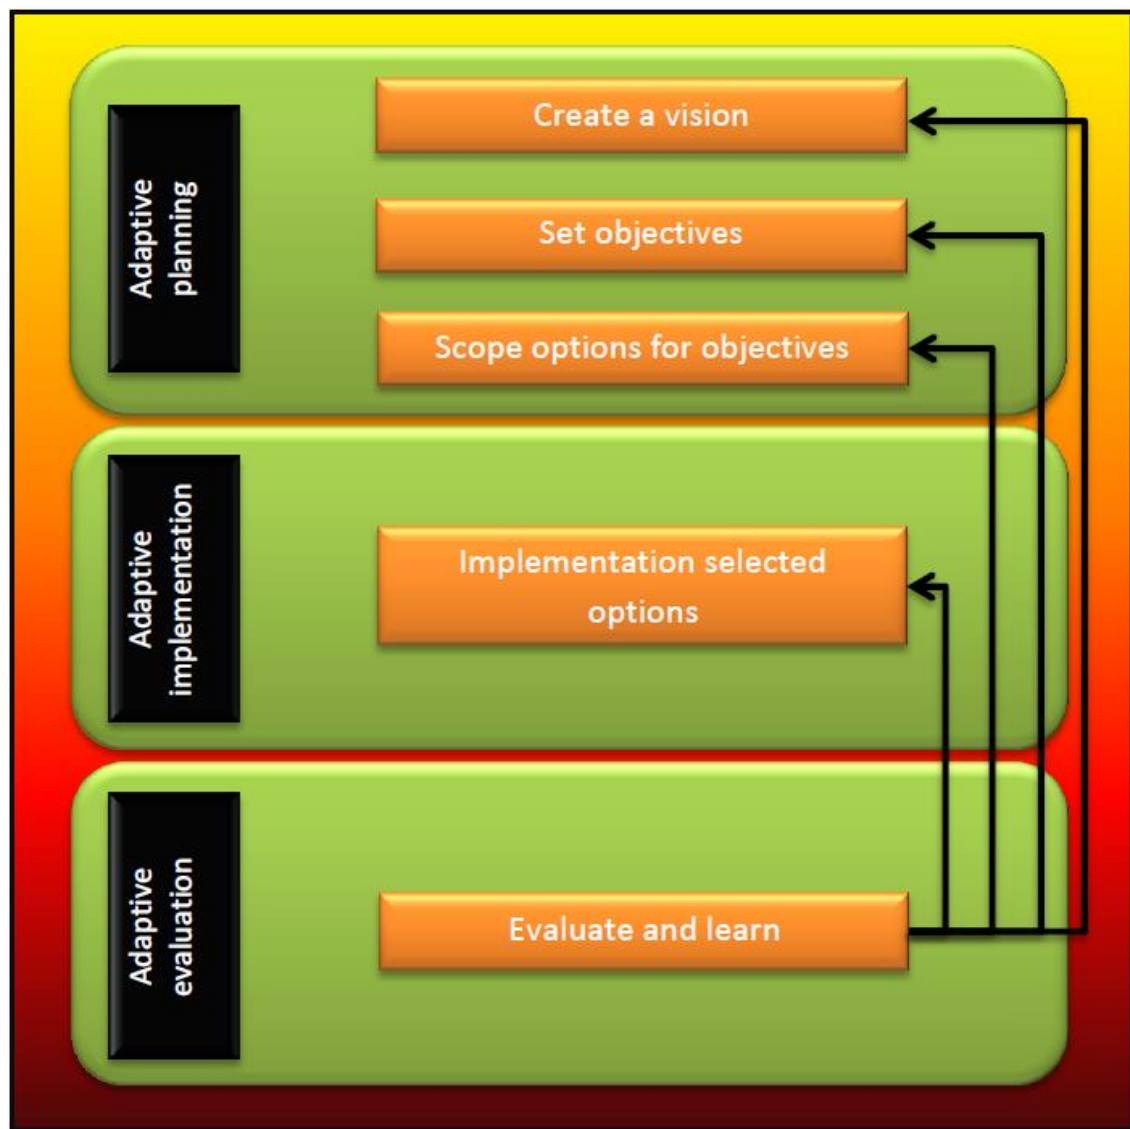 Adaptive
planning
Create a vision
Set objectives
Scope options for objectives
Adaptive
implementation
Implementation selected
options
Adaptive
evaluation
Evaluate and learn